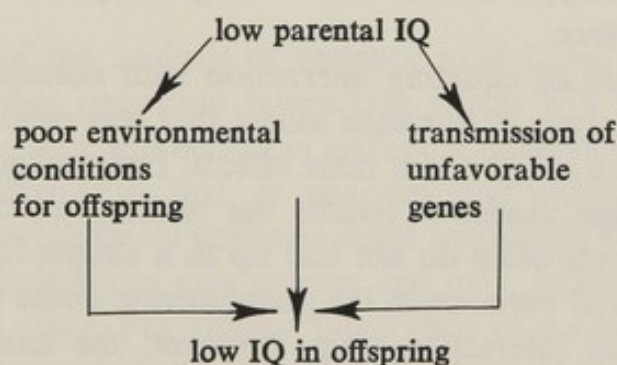 low parental IQ
poor environmental
conditions
for offspring
transmission of
unfavorable
genes
low IQ in offspring